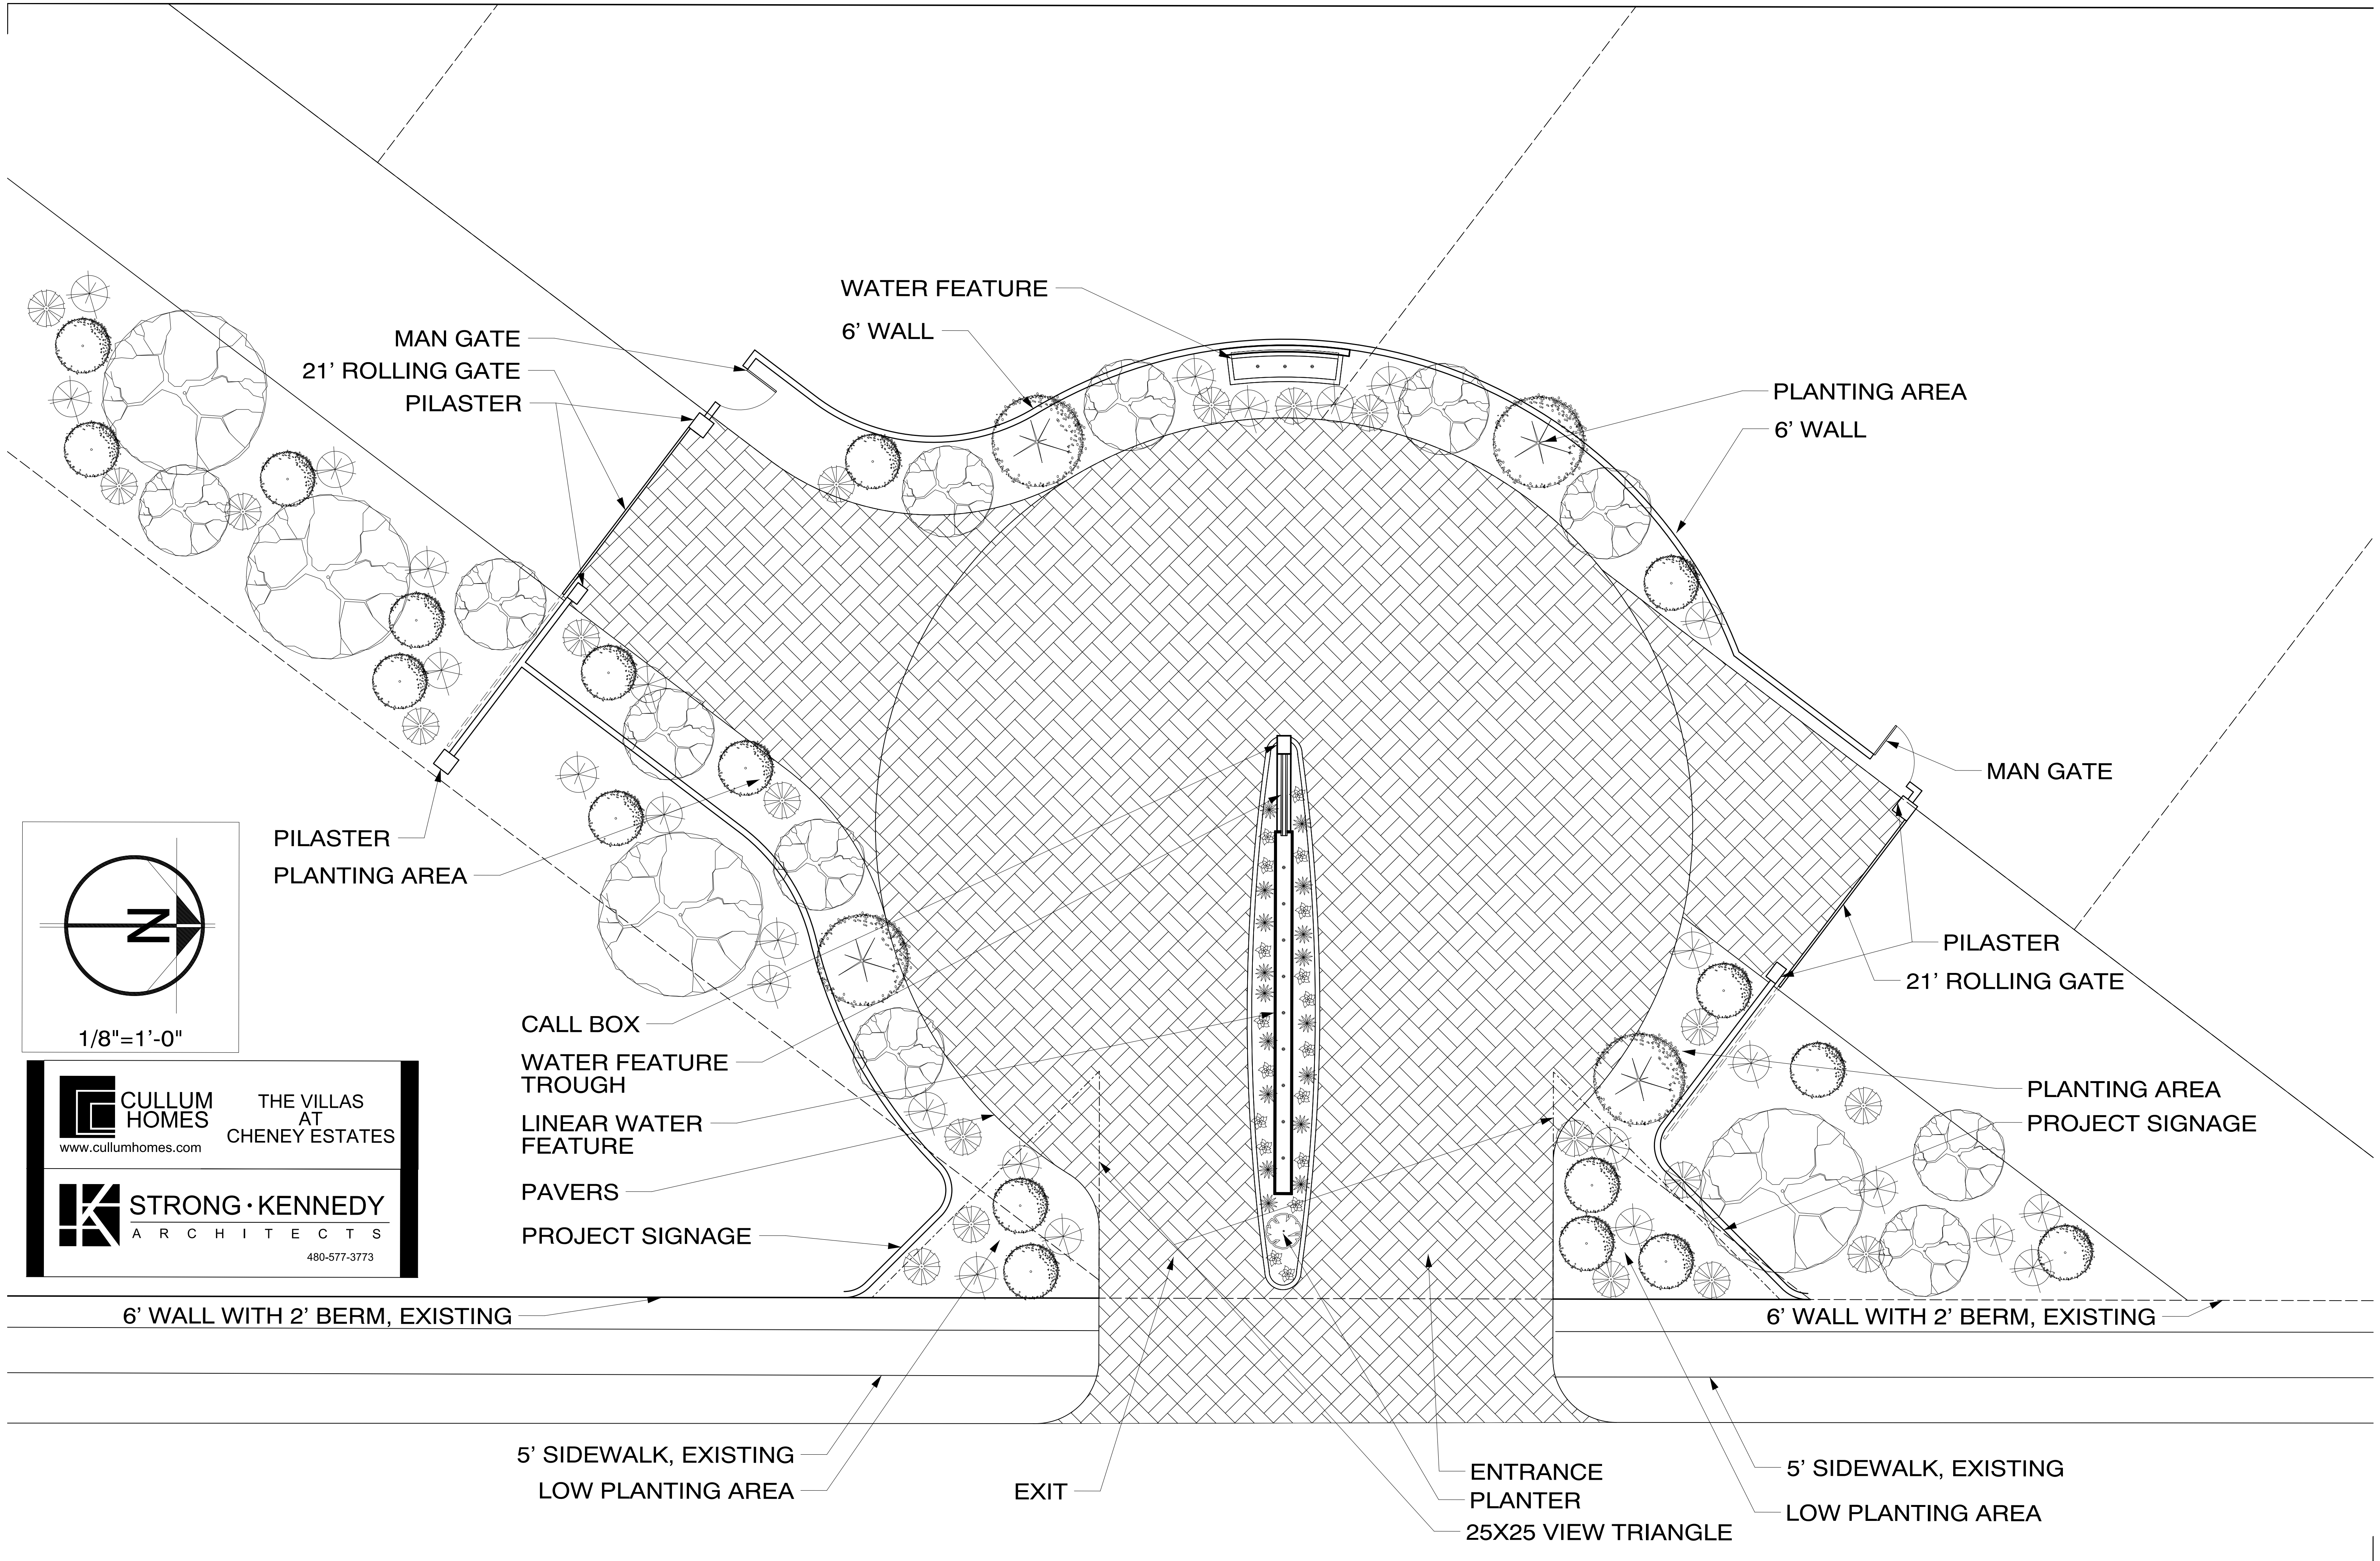 WATER FEATURE
6’ WALL
MAN GATE
21’ ROLLING GATE
PILASTER
PLANTING AREA
6’ WALL
MAN GATE
PILASTER
PLANTING AREA
N
1/8"=1’-0"
PILASTER
21’ ROLLING GATE
CALL BOX
WATER FEATURE
TROUGH
LINEAR WATER
FEATURE
PAVERS
PROJECT SIGNAGE
PLANTING AREA
PROJECT SIGNAGE
CULLUM
HOMES
www.cullumhomes.com
THE VILLAS
AT
CHENEY ESTATES
STRONG·KENNEDY
ARCHITECTS
480-577-3773
6’ WALL WITH 2’ BERM, EXISTING
6’ WALL WITH 2’ BERM, EXISTING
5’ SIDEWALK, EXISTING
LOW PLANTING AREA
EXIT
ENTRANCE
PLANTER
25X25 VIEW TRIANGLE
5’ SIDEWALK, EXISTING
LOW PLANTING AREA